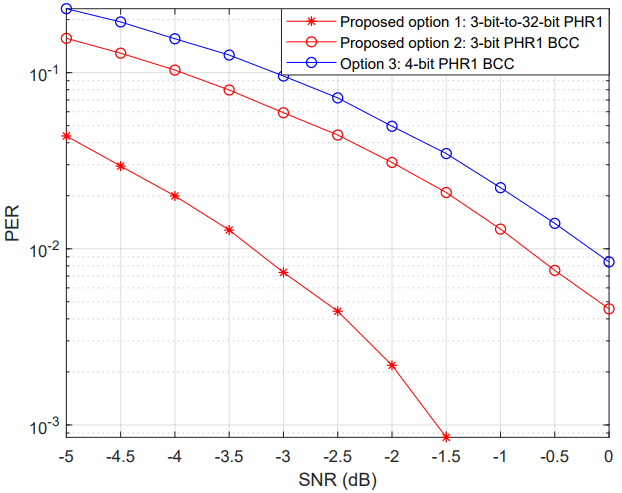 Proposed option 1: 3-bit-to-32-bit PHR1
Proposed option 2: 3-bit PHR1 BCC
Option 3: 4-bit PHR1 BCC
10^-1
10^-2
10^-3
PER
-5 -4.5 -4 -3.5 -3 -2.5 -2 -1.5 -1 -0.5 0
SNR (dB)